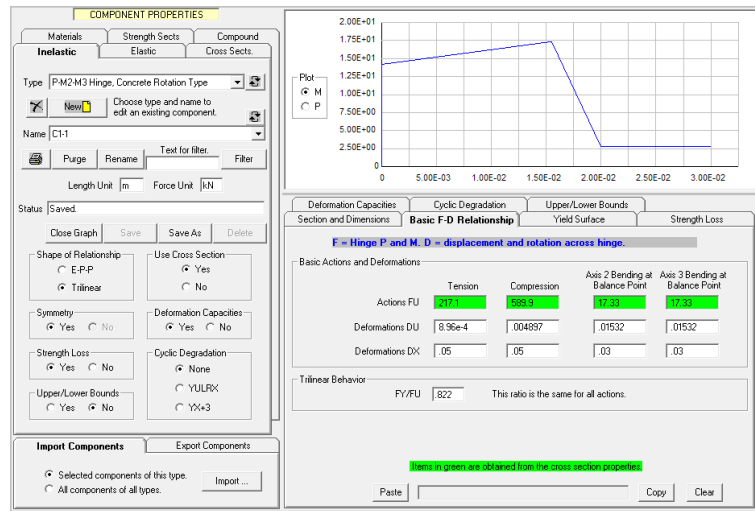 COMPONENT PROPERTIES
Materials Strength Sects Compound
Inelastic Elastic Cross Sects.
Type P-M2-M3 Hinge, Concrete Rotation Type
New Choose type and name to
edit an existing component.
Name C1-1
Text for filter.
Purge Rename Filter
Length Unit m Force Unit kN
Status Saved.
Close Graph Save Save As Delete
Shape of Relationship
E-P-P
Trilinear
Use Cross Section
Yes
No
Symmetry
Yes No
Deformation Capacities
Yes No
Strength Loss
Yes No
Cyclic Degradation
None
YULRX
YX+3
Upper/Lower Bounds
Yes No
Import Components Export Components
Selected components of this type.
All components of all types.
Import ...
Plot
M
P
2.00E+01
1.75E+01
1.50E+01
1.25E+01
1.00E+01
7.50E+00
5.00E+00
2.50E+00
0.00E+00
0 5.00E-03 1.00E-02 1.50E-02 2.00E-02 2.50E-02 3.00E-02
Deformation Capacities Cyclic Degradation Upper/Lower Bounds
Section and Dimensions Basic F-D Relationship Yield Surface Strength Loss
F = Hinge P and M. D = displacement and rotation across hinge.
Basic Actions and Deformations
Tension Compression Axis 2 Bending at Balance Point Axis 3 Bending at Balance Point
Actions FU 217.1 589.9 17.33 17.33
Deformations DU 8.96e-4 .004897 .01532 .01532
Deformations DX .05 .05 .03 .03
Trilinear Behavior
FY/FU .822 This ratio is the same for all actions.
Items in green are obtained from the cross section properties.
Paste Copy Clear